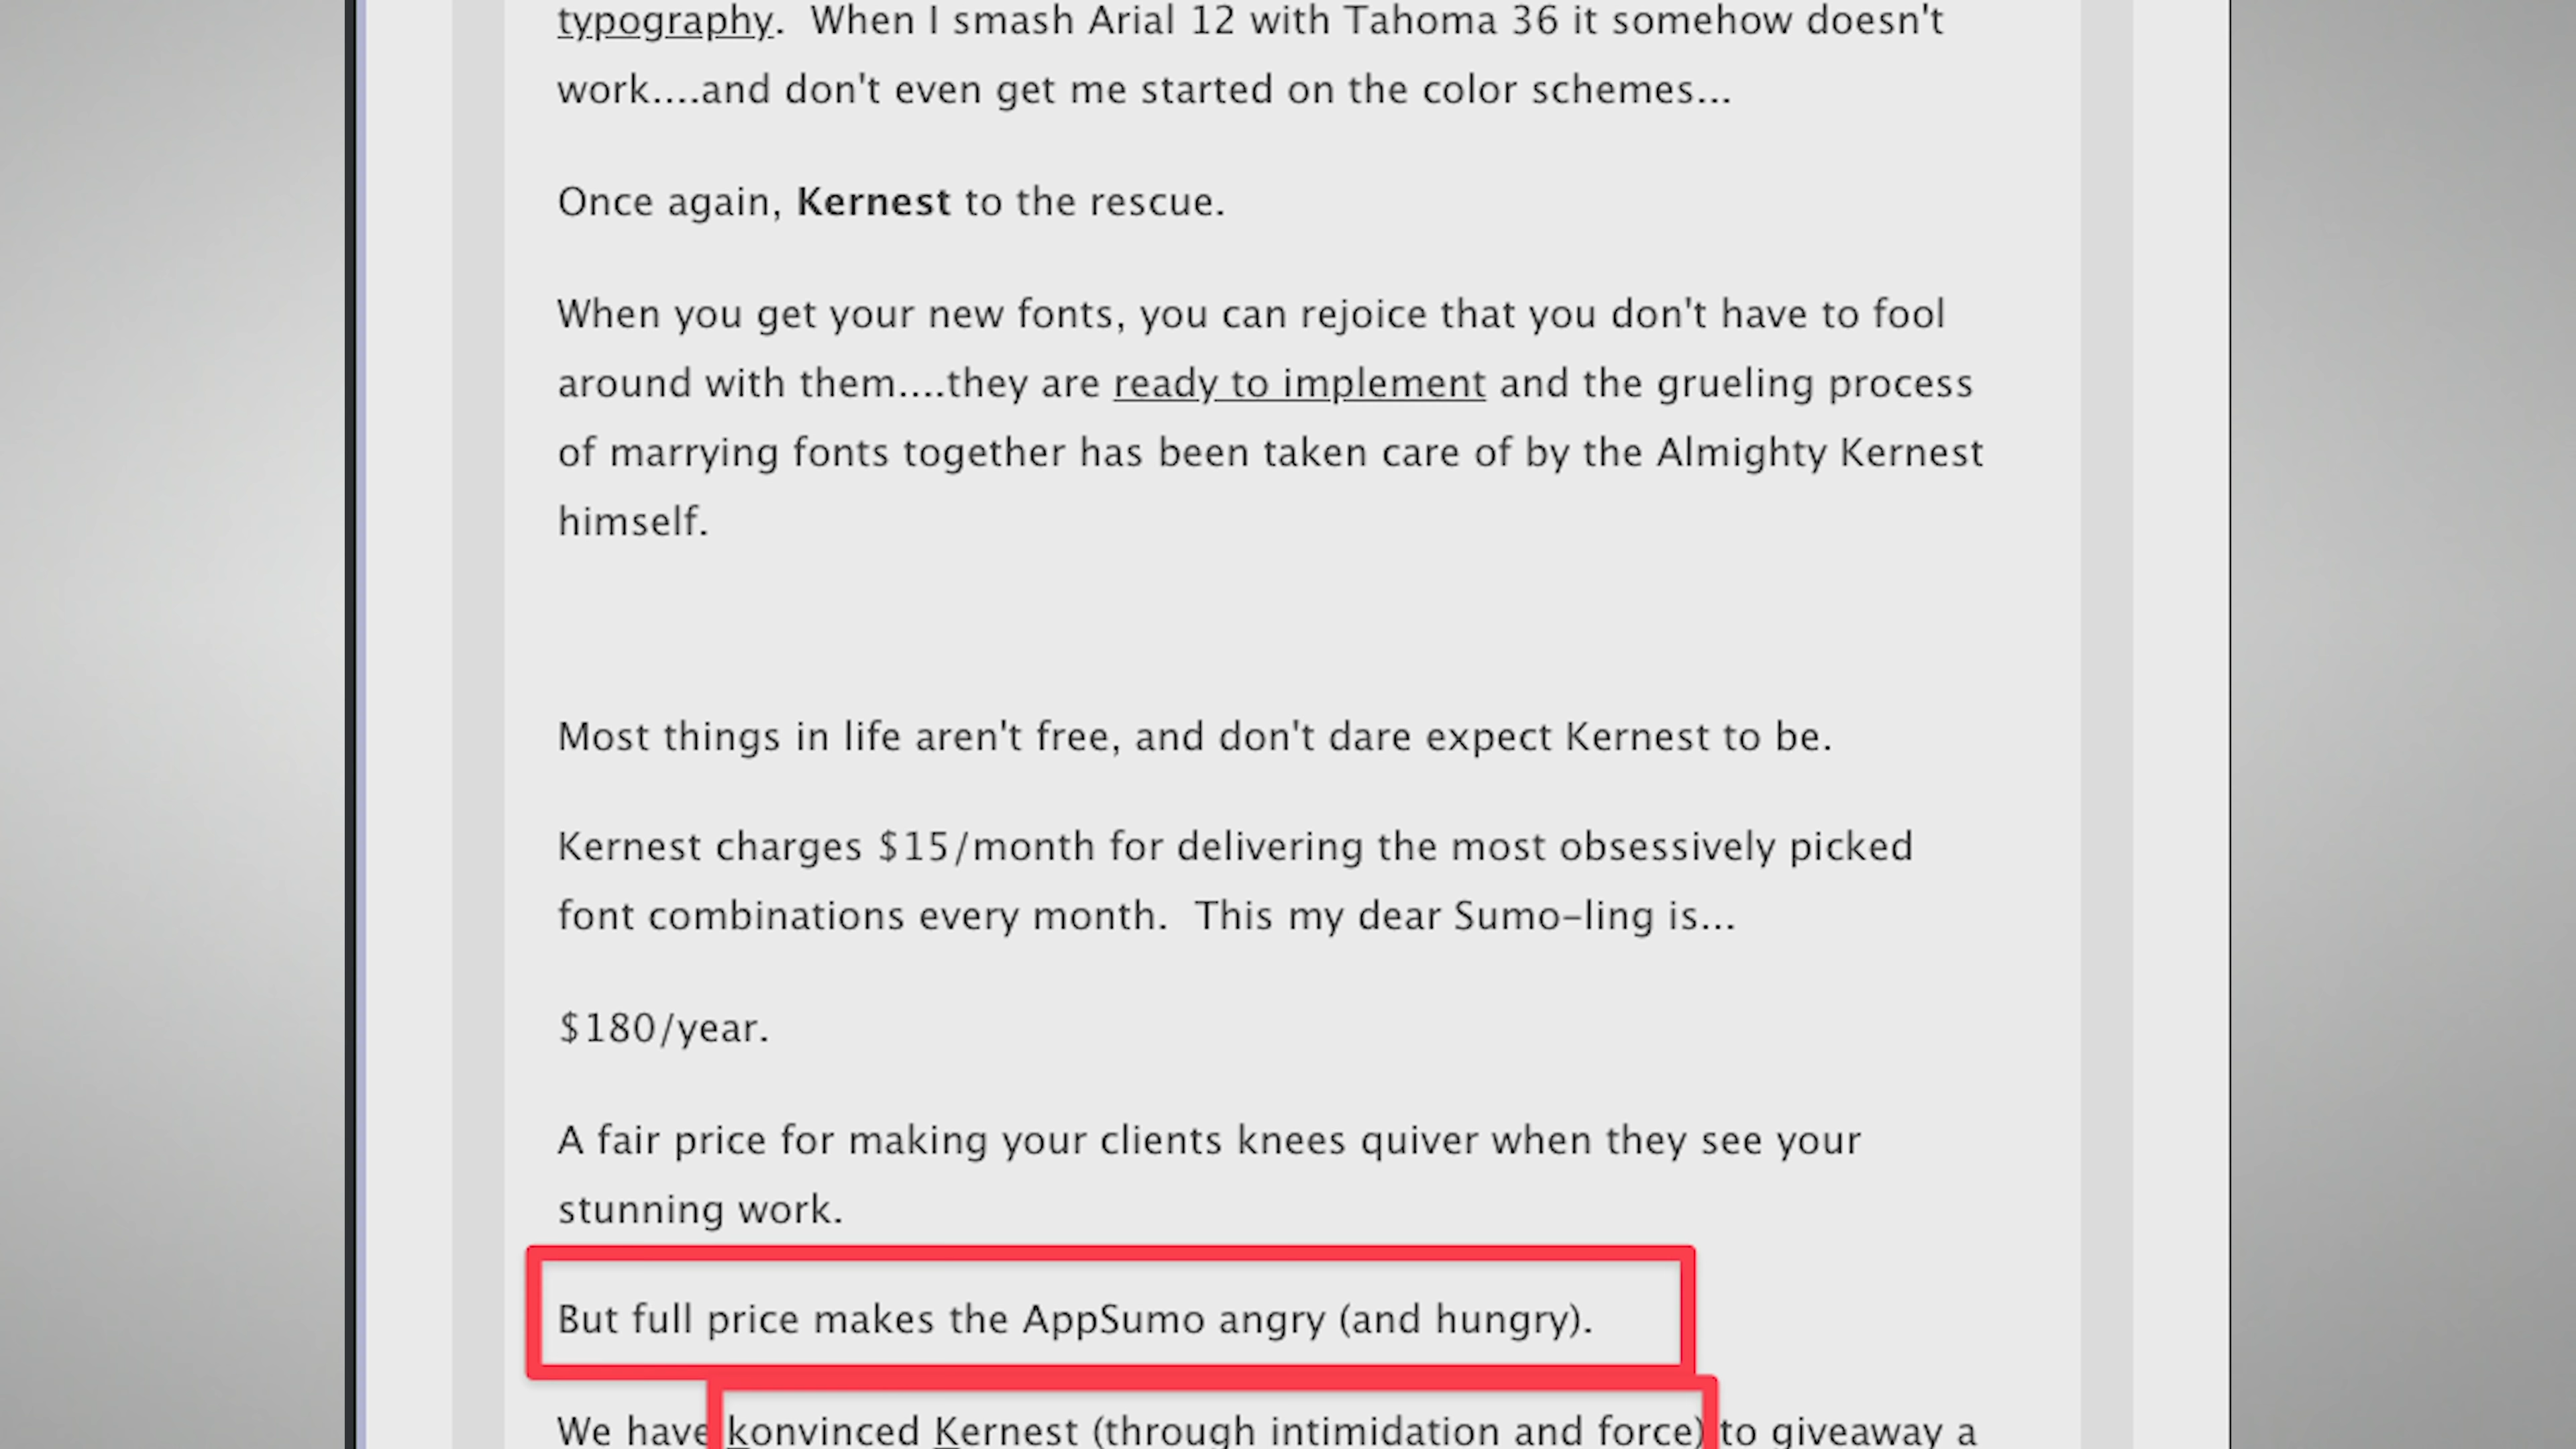 typography.  When I smash Arial 12 with Tahoma 36 it somehow doesn't
work....and don't even get me started on the color schemes...
Once again, Kernest to the rescue.
When you get your new fonts, you can rejoice that you don't have to fool
around with them....they are ready to implement and the grueling process
of marrying fonts together has been taken care of by the Almighty Kernest
himself.
Most things in life aren't free, and don't dare expect Kernest to be.
Kernest charges $15/month for delivering the most obsessively picked
font combinations every month.  This my dear Sumo-ling is...
$180/year.
A fair price for making your clients knees quiver when they see your
stunning work.
But full price makes the AppSumo angry (and hungry).
We have konvinced Kernest (through intimidation and force) to giveaway a